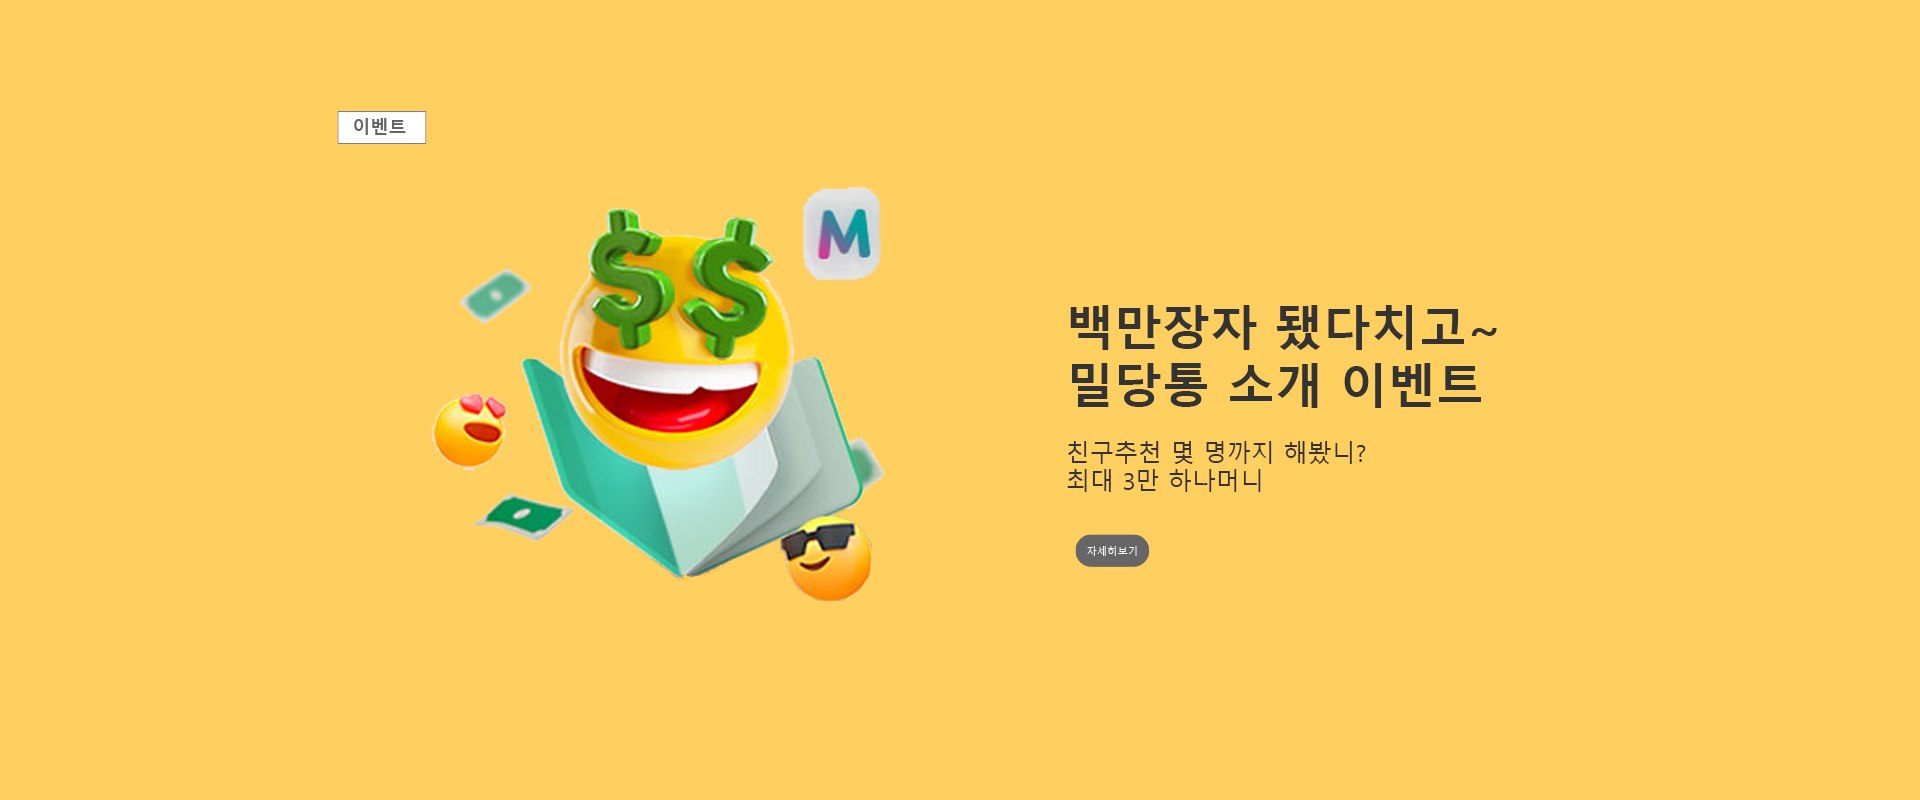 이벤트
M
백만장자 됐다치고~
밀당통 소개 이벤트
친구추천 몇 명까지 해봤니?
최대 3만 하나머니
자세히보기